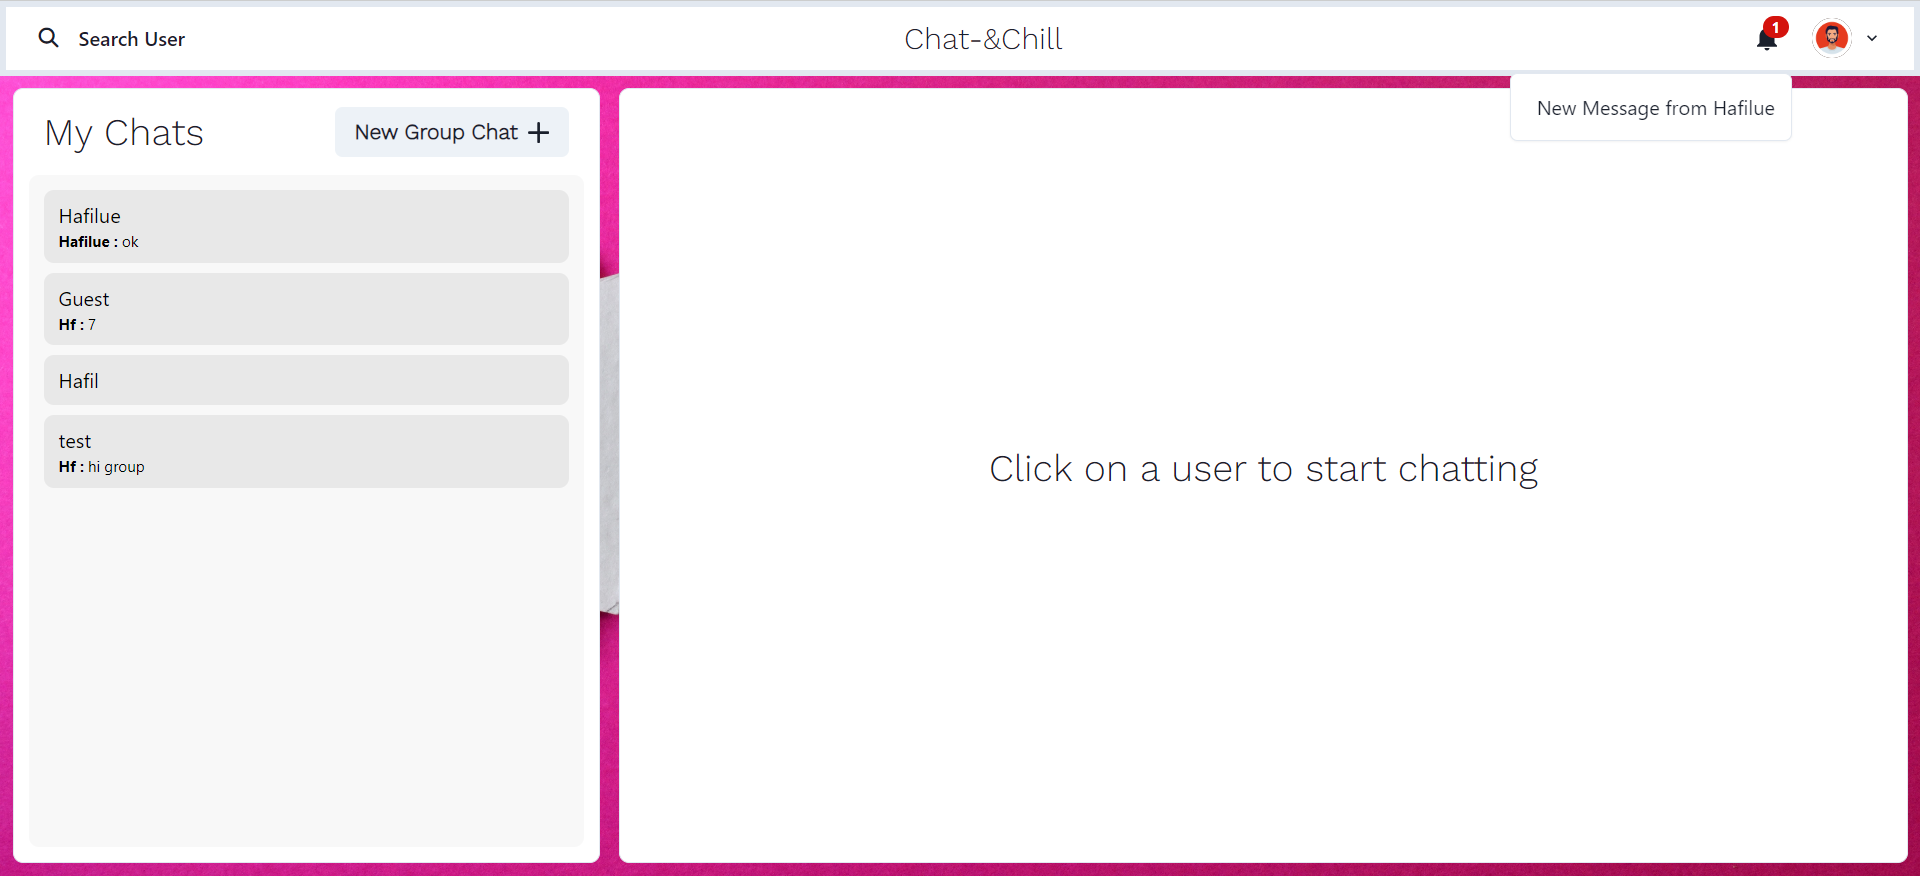 Search User
Chat-&Chill
1
New Message from Hafilue
My Chats
New Group Chat
Hafilue
Hafilue : ok
Guest
Hf : 7
Hafil
test
Hf : hi group
Click on a user to start chatting